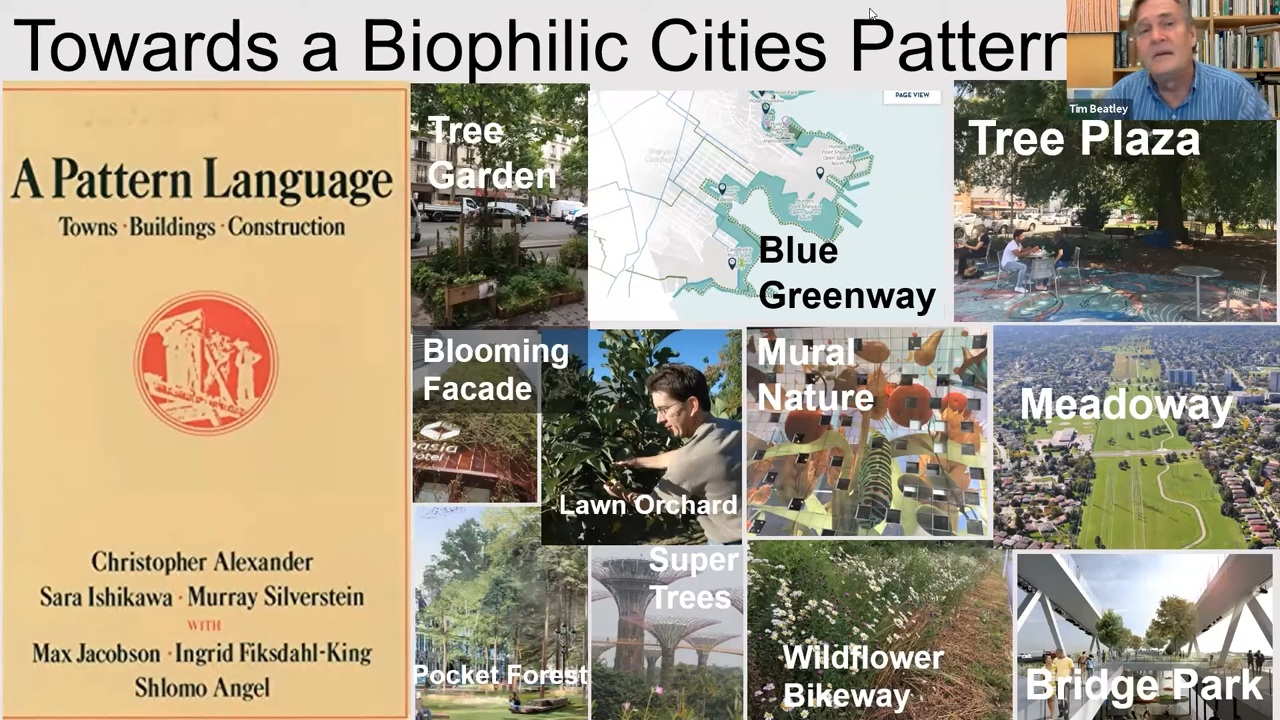 Towards a Biophilic Cities Pattern
Tim Beatley
A Pattern Language
Towns · Buildings · Construction
Christopher Alexander
Sara Ishikawa · Murray Silverstein
WITH
Max Jacobson · Ingrid Fiksdahl-King
Shlomo Angel
Tree
Garden
PAGE VIEW
Blue
Greenway
Tree Plaza
Blooming
Facade
Lawn Orchard
Mural
Nature
Meadoway
Pocket Forest
Super
Trees
Wildflower
Bikeway
Bridge Park